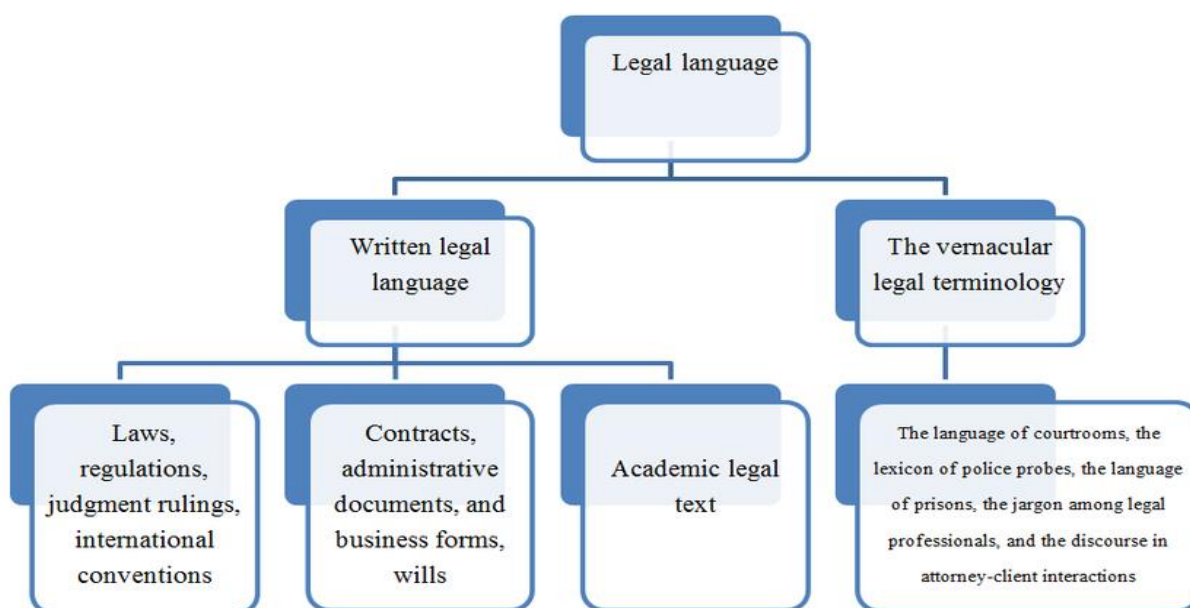 Legal language
Written legal
language
The vernacular
legal terminology
Laws,
regulations,
judgment rulings,
international
conventions
Contracts,
administrative
documents, and
business forms,
wills
Academic legal
text
The language of courtrooms, the
lexicon of police probes, the language
of prisons, the jargon among legal
professionals, and the discourse in
attorney-client interactions